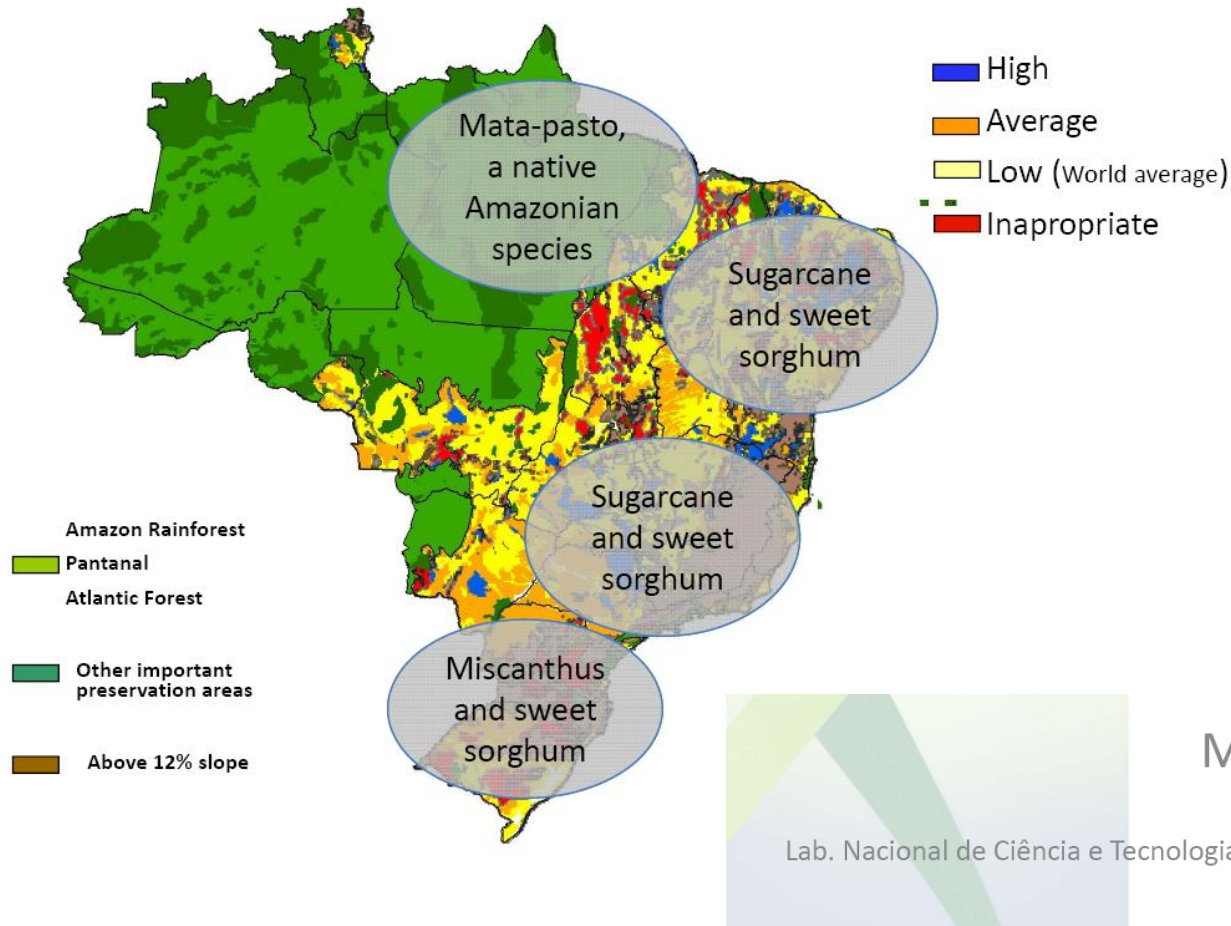 Mata-pasto,
a native
Amazonian
species
High
Average
Low (World average)
Inapropriate
Sugarcane
and sweet
sorghum
Sugarcane
and sweet
sorghum
Miscanthus
and sweet
sorghum
Amazon Rainforest
Pantanal
Atlantic Forest
Other important
preservation areas
Above 12% slope
M
Lab. Nacional de Ciência e Tecnologia